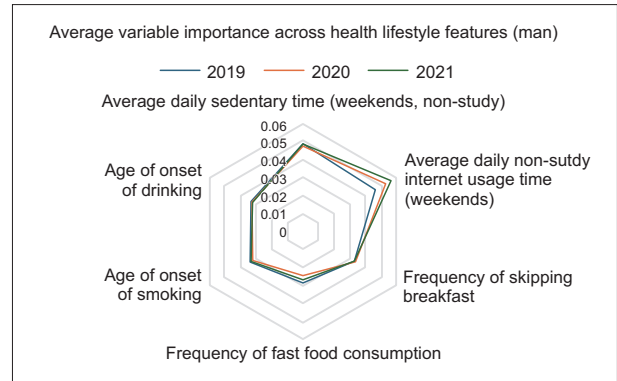 Average variable importance across health lifestyle features (man)
2019 2020 2021
Average daily sedentary time (weekends, non-study)
0.06
0.05
0.04
0.03
0.02
0.01
0
Age of onset
of drinking
Average daily non-sutdy
internet usage time
(weekends)
Age of onset
of smoking
Frequency of skipping
breakfast
Frequency of fast food consumption